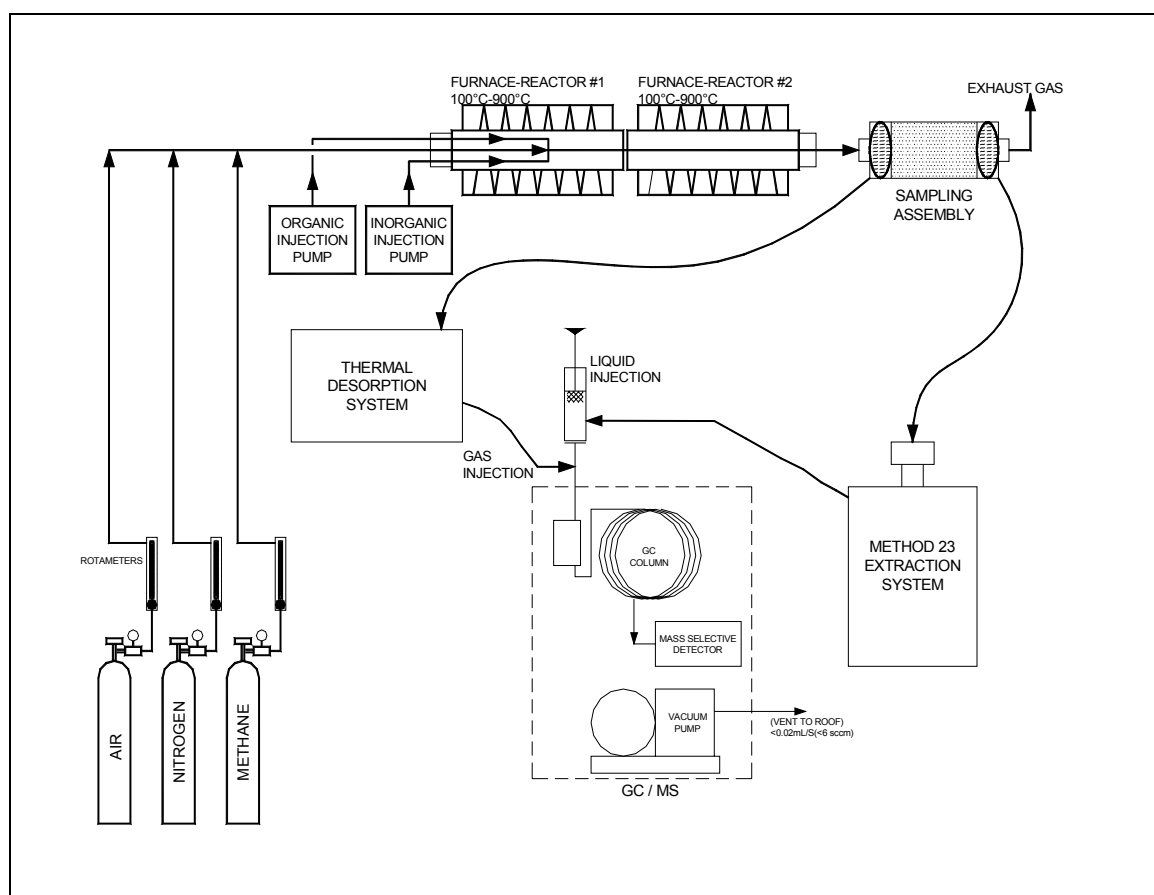 FURNACE-REACTOR #1
100°C-900°C
FURNACE-REACTOR #2
100°C-900°C
EXHAUST GAS
SAMPLING
ASSEMBLY
ORGANIC
INJECTION
PUMP
INORGANIC
INJECTION
PUMP
THERMAL
DESORPTION
SYSTEM
LIQUID
INJECTION
GAS
INJECTION
METHOD 23
EXTRACTION
SYSTEM
GC
COLUMN
ROTAMETERS
MASS SELECTIVE
DETECTOR
VACUUM
PUMP
(VENT TO ROOF)
<0.02mL/S(<6 sccm)
GC / MS
AIR
NITROGEN
METHANE